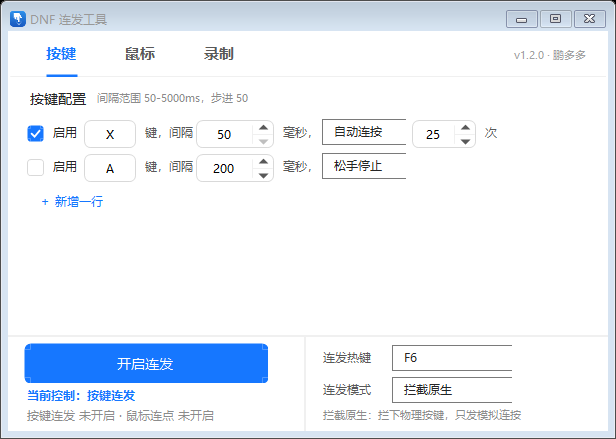 DNF 连发工具
按键 鼠标 录制 v1.2.0 · 鹏多多
按键配置 间隔范围 50-5000ms，步进 50
启用 X 键，间隔 50 毫秒， 自动连按 25 次
启用 A 键，间隔 200 毫秒， 松手停止
+ 新增一行
开启连发
当前控制：按键连发
按键连发 未开启 · 鼠标连点 未开启
连发热键 F6
连发模式 拦截原生
拦截原生：拦下物理按键，只发模拟连按